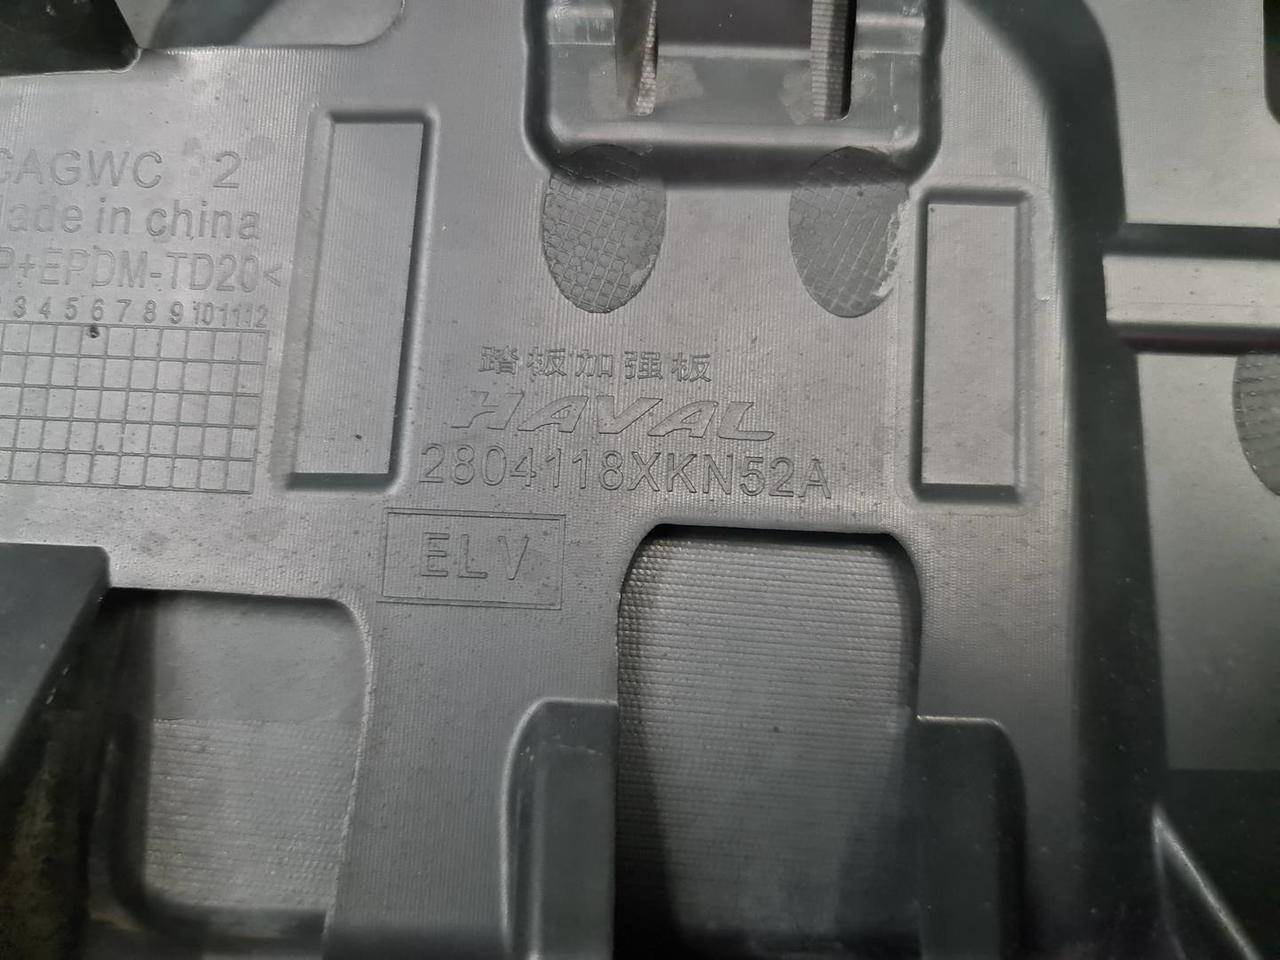 CAGWC 2
Made in china
P+EPDM-TD20<
3 4 5 6 7 8 9 10 11 12
踏板加强板
HAVAL
2804118XKN52A
ELV